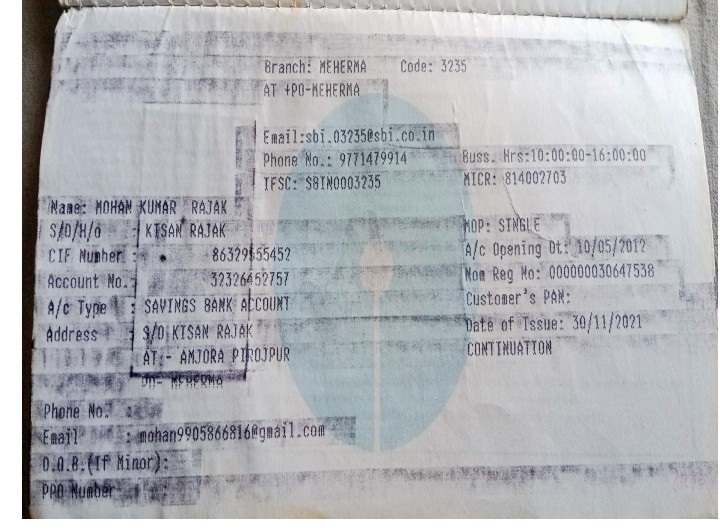 Branch: MEHERMA Code: 3235
AT +PO-MEHERMA
Email:sbi.03235@sbi.co.in
Phone No.: 9771479914 Buss. Hrs:10:00:00-16:00:00
IFSC: SBIN0003235 MICR: 814002703
Name: MOHAN KUMAR RAJAK
S/D/H/o : KISAN RAJAK MOP: SINGLE
CIF Number : 86329555452 A/c Opening Dt: 10/05/2012
Account No.: 32326452757 Nom Reg No: 000000030647538
A/c Type : SAVINGS BANK ACCOUNT Customer's PAN:
Address : S/O KISAN RAJAK Date of Issue: 30/11/2021
AT - AMJORA PIROJPUR CONTINUATION
PO- MEHERMA
Phone No. :
Email : mohan9905866816@gmail.com
D.O.B.(If Minor):
PPO Number